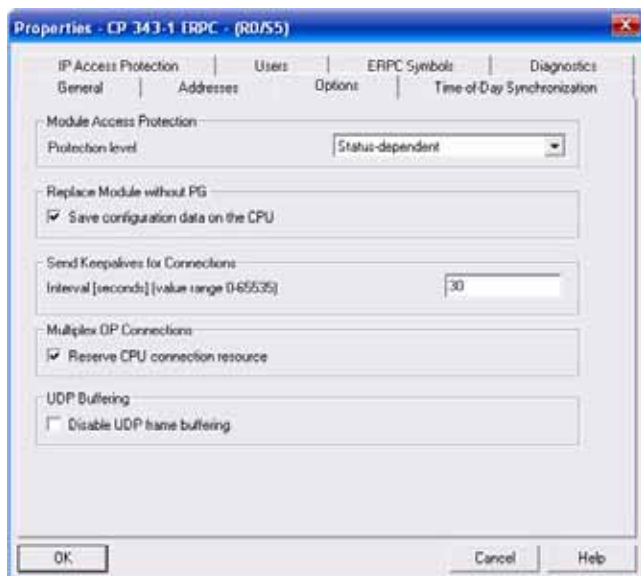 Properties - CP 343-1 ERPC - (R0/S5)
IP Access Protection Users ERPC Symbols Diagnostics
General Addresses Options Time-of-Day Synchronization
Module Access Protection
Protection level Status-dependent
Replace Module without PG
Save configuration data on the CPU
Send Keepalives for Connections
Interval [seconds] (value range 0-65535) 30
Multiplex OP Connections
Reserve CPU connection resource
UDP Buffering
Disable UDP frame buffering
OK Cancel Help